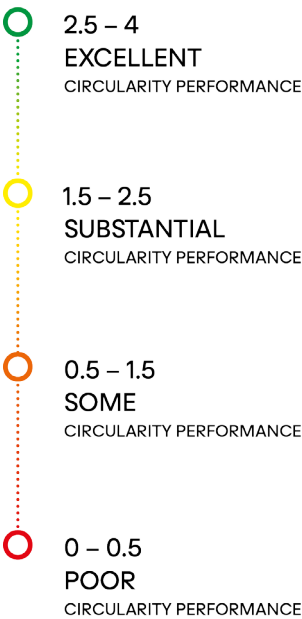 2.5 – 4
EXCELLENT
CIRCULARITY PERFORMANCE
1.5 – 2.5
SUBSTANTIAL
CIRCULARITY PERFORMANCE
0.5 – 1.5
SOME
CIRCULARITY PERFORMANCE
0 – 0.5
POOR
CIRCULARITY PERFORMANCE